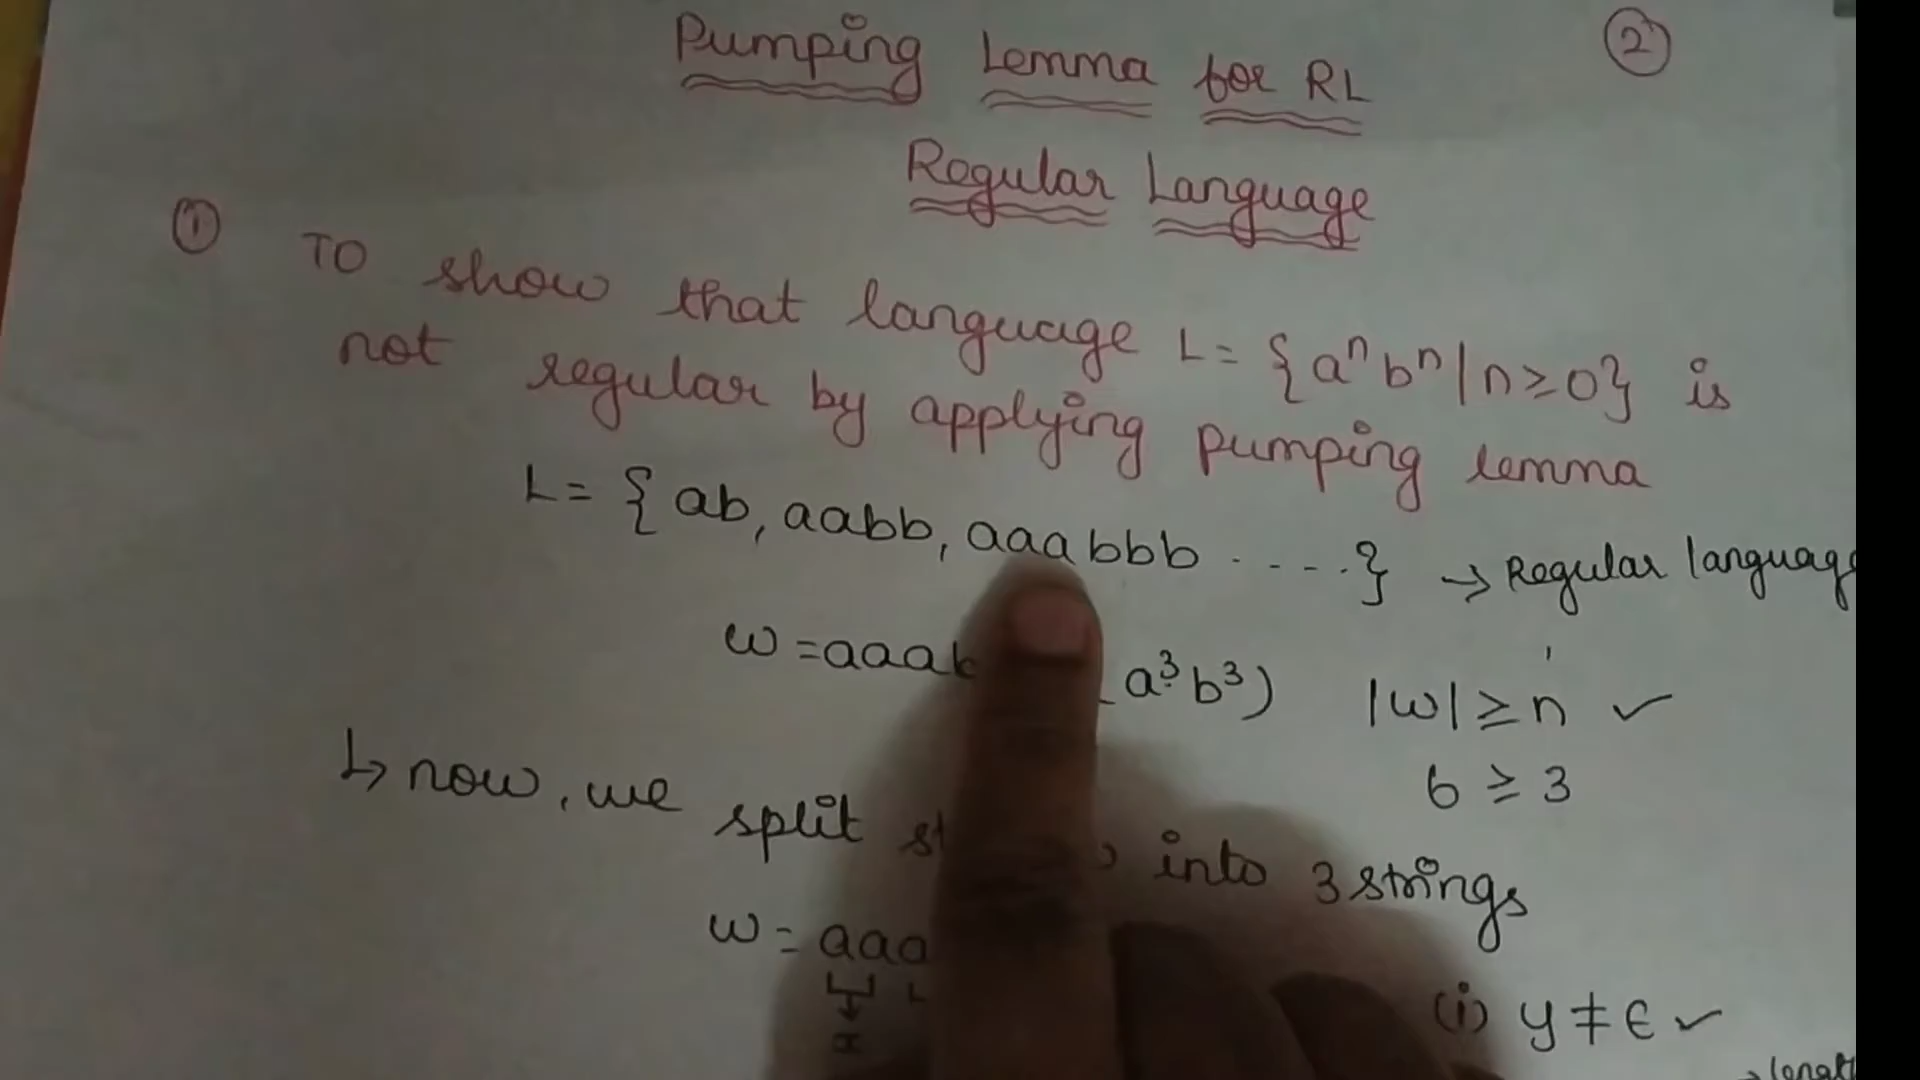 Pumping Lemma for RL
②
Regular Language
① To show that language L = {aⁿbⁿ | n ≥ 0} is
not regular by applying pumping lemma
L = { ab, aabb, aaabbb ..... } → Regular language
w = aaa (a³b³) |w| ≥ n ✓
6 ≥ 3
↳ now, we split into 3 strings
w = aaa
x
(i) y ≠ ε ✓